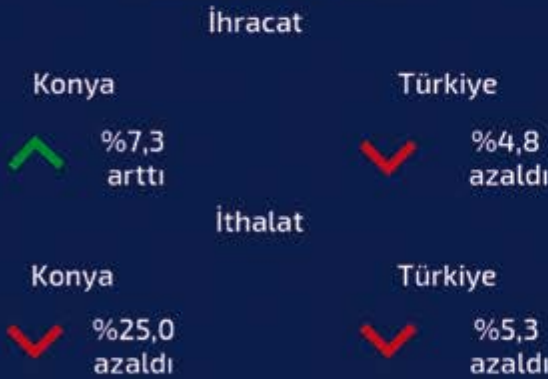 İhracat
Konya
Türkiye
%7,3
arttı
%4,8
azaldı
İthalat
Konya
Türkiye
%25,0
azaldı
%5,3
azaldı